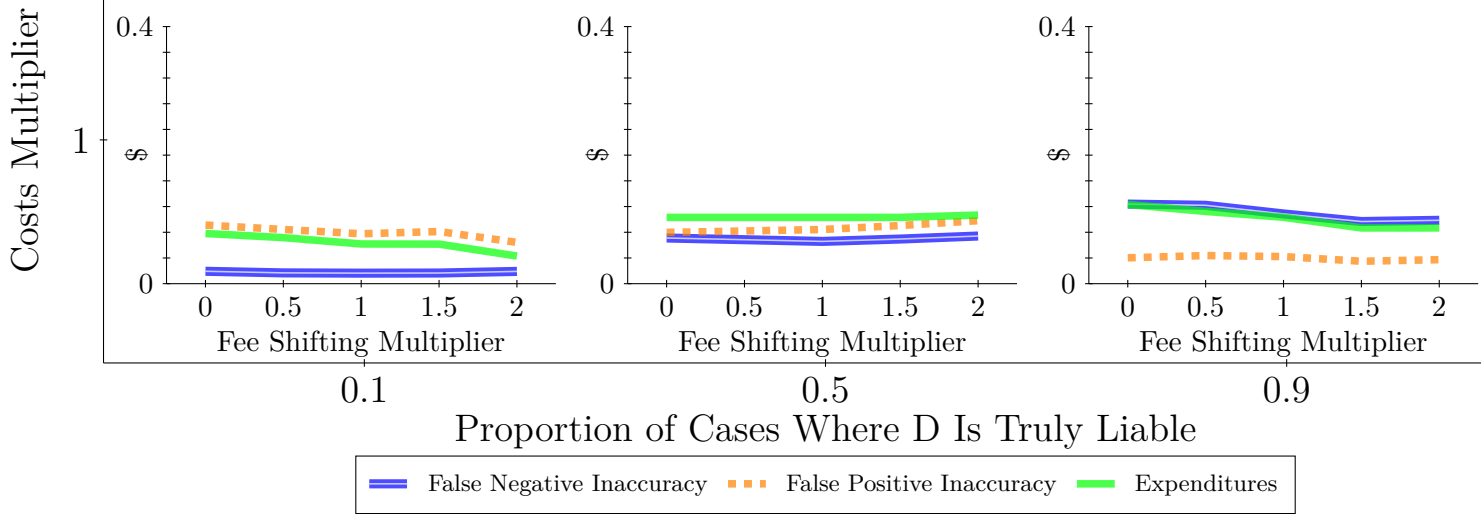 Costs Multiplier
1
0.4
$
0
0 0.5 1 1.5 2
Fee Shifting Multiplier
0.4
$
0
0 0.5 1 1.5 2
Fee Shifting Multiplier
0.4
$
0
0 0.5 1 1.5 2
Fee Shifting Multiplier
0.1 0.5 0.9
Proportion of Cases Where D Is Truly Liable
False Negative Inaccuracy False Positive Inaccuracy Expenditures